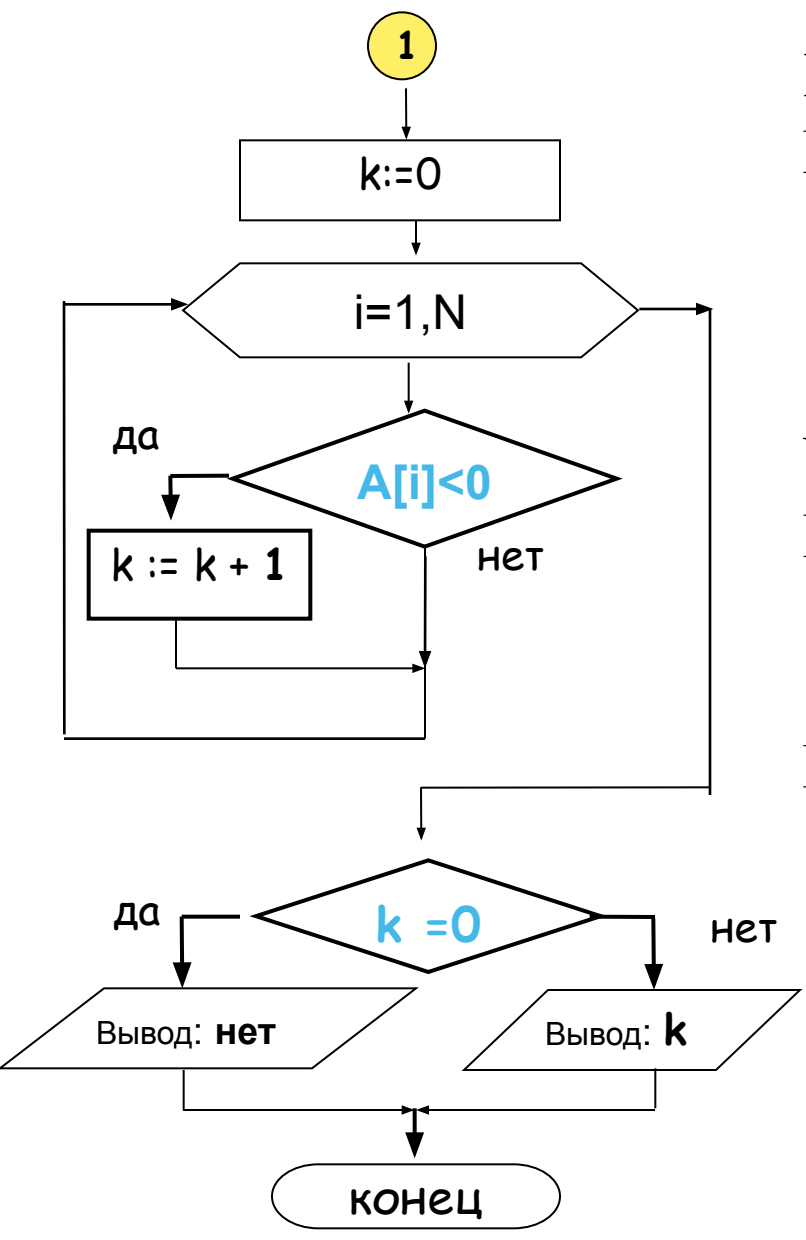 1
k:=0
i=1,N
да
A[i]<0
k := k + 1
нет
да
k =0
нет
Вывод: нет
Вывод: k
конец